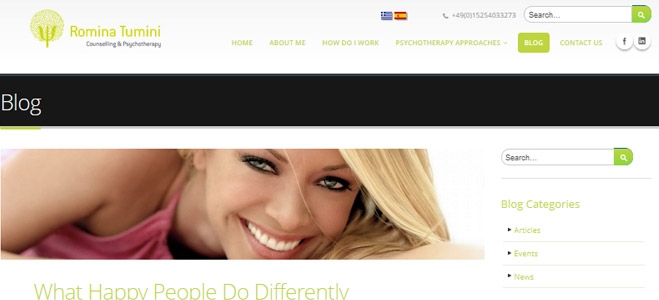 +49(0)15254033273
Search...
Romina Tumini
Counselling & Psychotherapy
HOME ABOUT ME HOW DO I WORK PSYCHOTHERAPY APPROACHES BLOG CONTACT US
Blog
Search...
Blog Categories
Articles
Events
News
What Happy People Do Differently